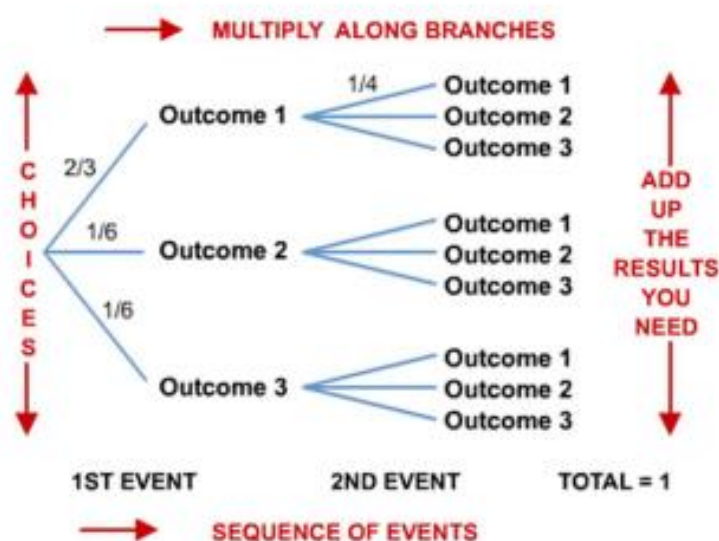 MULTIPLY ALONG BRANCHES
CHOICES
2/3
1/6
1/6
Outcome 1
1/4
Outcome 1
Outcome 2
Outcome 3
Outcome 2
Outcome 1
Outcome 2
Outcome 3
Outcome 3
Outcome 1
Outcome 2
Outcome 3
ADD
UP
THE
RESULTS
YOU
NEED
1ST EVENT
2ND EVENT
TOTAL = 1
SEQUENCE OF EVENTS